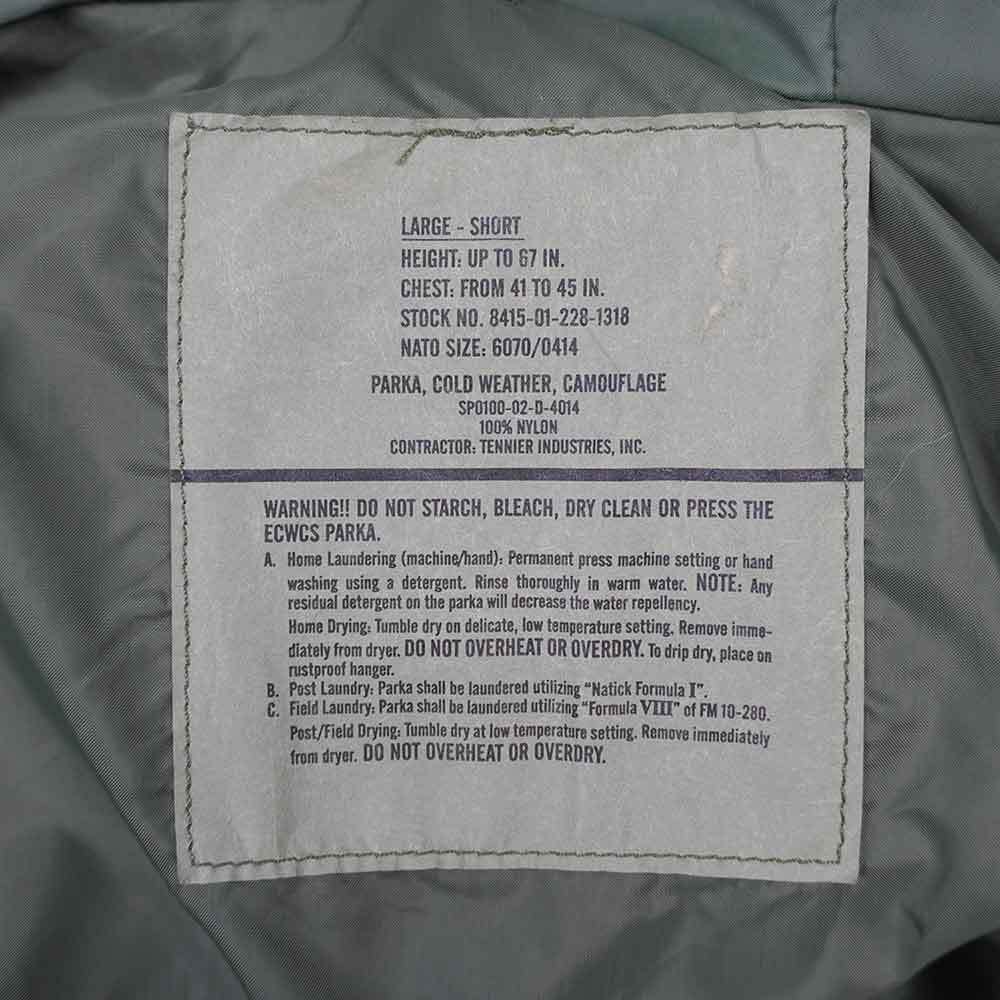 LARGE - SHORT
HEIGHT: UP TO 67 IN.
CHEST: FROM 41 TO 45 IN.
STOCK NO. 8415-01-228-1318
NATO SIZE: 6070/0414
PARKA, COLD WEATHER, CAMOUFLAGE
SPO100-02-D-4014
100% NYLON
CONTRACTOR: TENNIER INDUSTRIES, INC.
WARNING!! DO NOT STARCH, BLEACH, DRY CLEAN OR PRESS THE
ECWCS PARKA.
A. Home Laundering (machine/hand): Permanent press machine setting or hand
washing using a detergent. Rinse thoroughly in warm water. NOTE: Any
residual detergent on the parka will decrease the water repellency.
Home Drying: Tumble dry on delicate, low temperature setting. Remove imme-
diately from dryer. DO NOT OVERHEAT OR OVERDRY. To drip dry, place on
rustproof hanger.
B. Post Laundry: Parka shall be laundered utilizing "Natick Formula I".
C. Field Laundry: Parka shall be laundered utilizing "Formula VIII" of FM 10-280.
Post/Field Drying: Tumble dry at low temperature setting. Remove immediately
from dryer. DO NOT OVERHEAT OR OVERDRY.